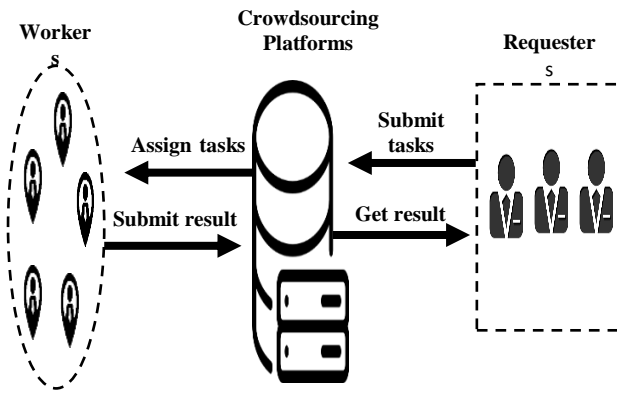 Worker
s
Crowdsourcing
Platforms
Requester
s
Assign tasks
Submit result
Submit
tasks
Get result